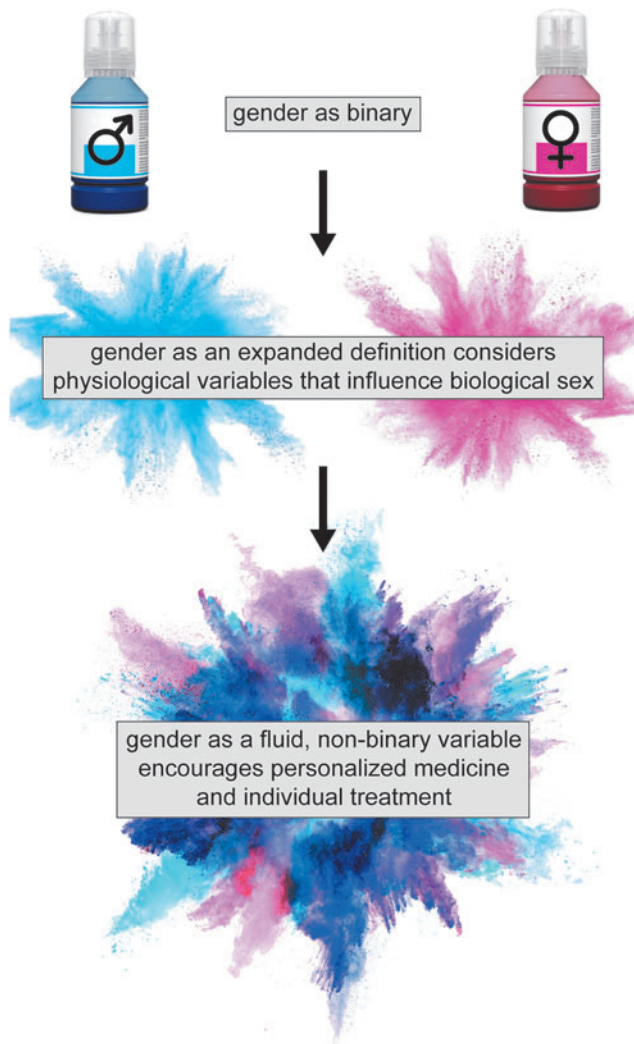 gender as binary
gender as an expanded definition considers
physiological variables that influence biological sex
gender as a fluid, non-binary variable
encourages personalized medicine
and individual treatment